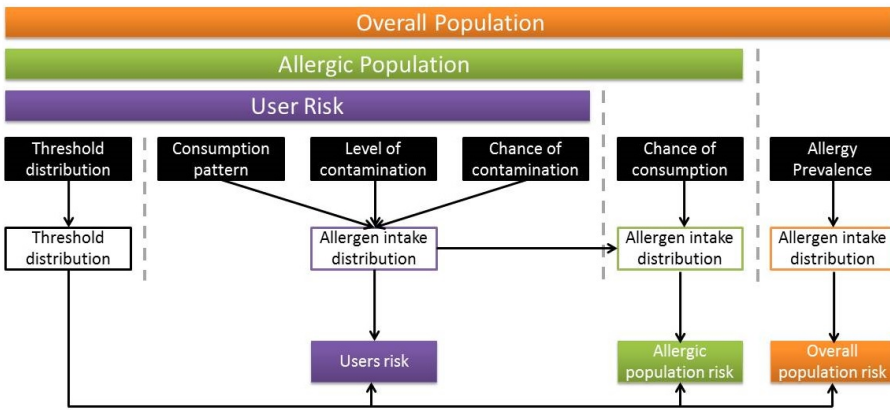 Overall Population
Allergic Population
User Risk
Threshold
distribution
Consumption
pattern
Level of
contamination
Chance of
contamination
Chance of
consumption
Allergy
Prevalence
Threshold
distribution
Allergen intake
distribution
Allergen intake
distribution
Allergen intake
distribution
Users risk
Allergic
population risk
Overall
population risk